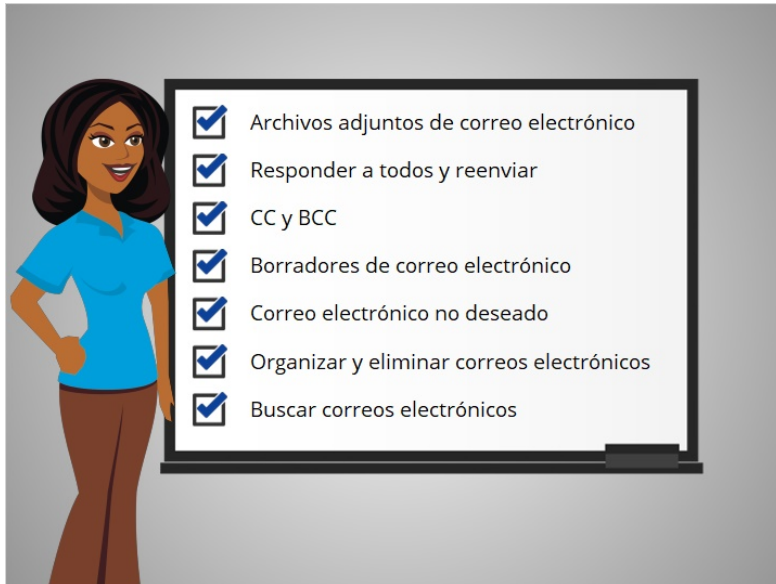 Archivos adjuntos de correo electrónico
Responder a todos y reenviar
CC y BCC
Borradores de correo electrónico
Correo electrónico no deseado
Organizar y eliminar correos electrónicos
Buscar correos electrónicos